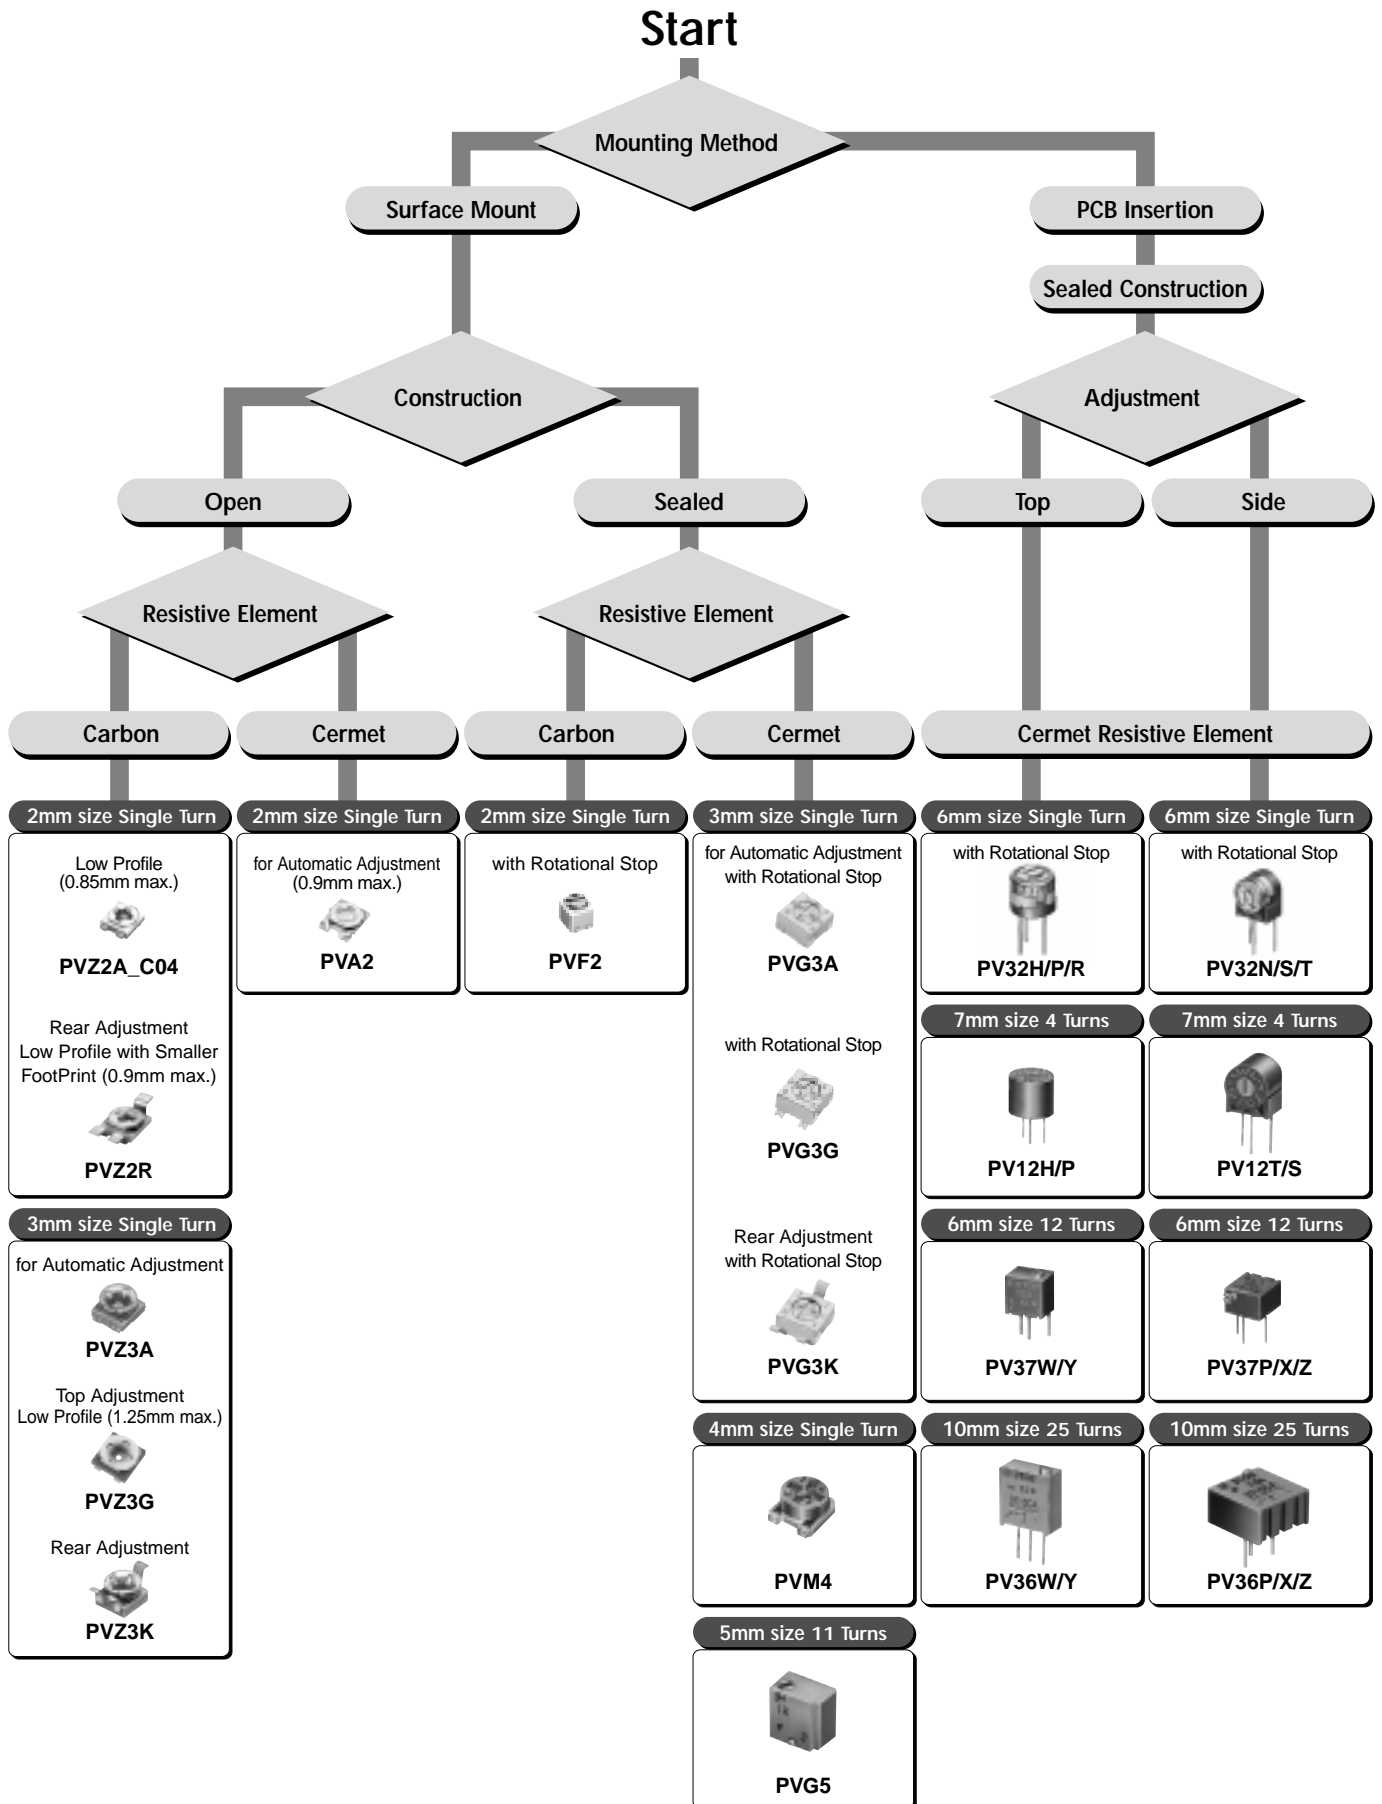 Start
Mounting Method
Surface Mount
PCB Insertion
Sealed Construction
Construction
Adjustment
Open
Sealed
Top
Side
Resistive Element
Resistive Element
Carbon
Cermet
Carbon
Cermet
Cermet Resistive Element
2mm size Single Turn
Low Profile
(0.85mm max.)
PVZ2A_C04
Rear Adjustment
Low Profile with Smaller
FootPrint (0.9mm max.)
PVZ2R
3mm size Single Turn
for Automatic Adjustment
PVZ3A
Top Adjustment
Low Profile (1.25mm max.)
PVZ3G
Rear Adjustment
PVZ3K
2mm size Single Turn
for Automatic Adjustment
(0.9mm max.)
PVA2
2mm size Single Turn
with Rotational Stop
PVF2
3mm size Single Turn
for Automatic Adjustment
with Rotational Stop
PVG3A
with Rotational Stop
PVG3G
Rear Adjustment
with Rotational Stop
PVG3K
4mm size Single Turn
PVM4
5mm size 11 Turns
PVG5
6mm size Single Turn
with Rotational Stop
PV32H/P/R
7mm size 4 Turns
PV12H/P
6mm size 12 Turns
PV37W/Y
10mm size 25 Turns
PV36W/Y
6mm size Single Turn
with Rotational Stop
PV32N/S/T
7mm size 4 Turns
PV12T/S
6mm size 12 Turns
PV37P/X/Z
10mm size 25 Turns
PV36P/X/Z